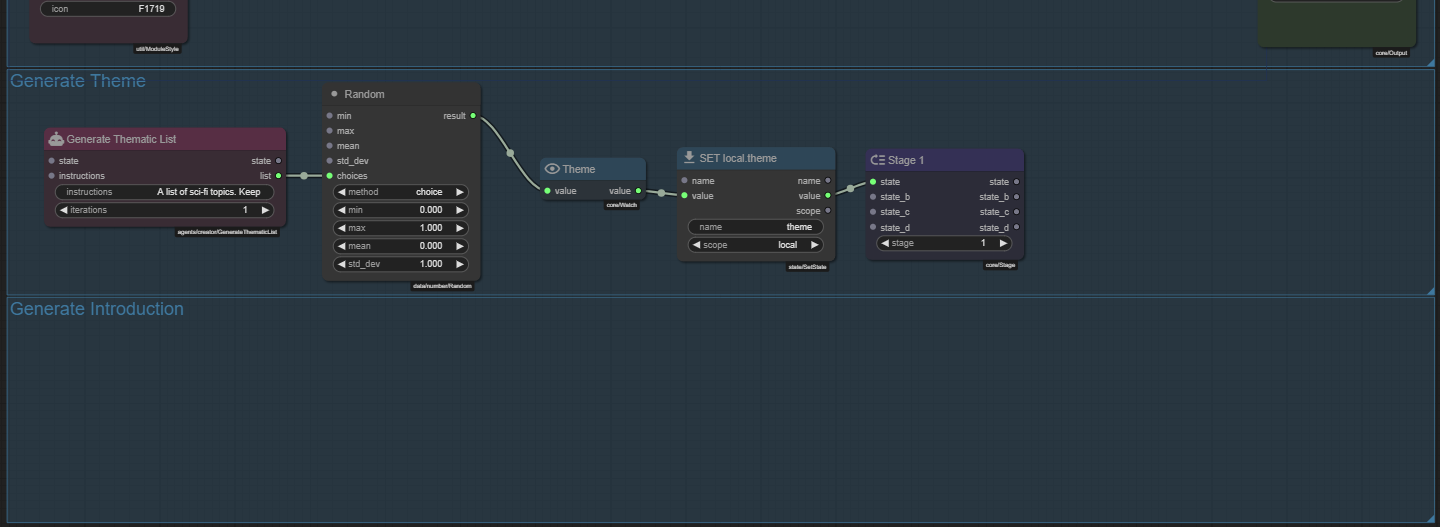 icon F1719
util/ModuleStyle
core/Output
Generate Theme
Generate Thematic List
state state
instructions list
instructions A list of sci-fi topics. Keep
iterations 1
agents/creator/GenerateThematicList
Random
min result
max
mean
std_dev
choices
method choice
min 0.000
max 1.000
mean 0.000
std_dev 1.000
data/number/Random
Theme
value value
core/Watch
SET local.theme
name name
value value
scope
name theme
scope local
state/SetState
Stage 1
state state
state_b state_b
state_c state_c
state_d state_d
stage 1
core/Stage
Generate Introduction